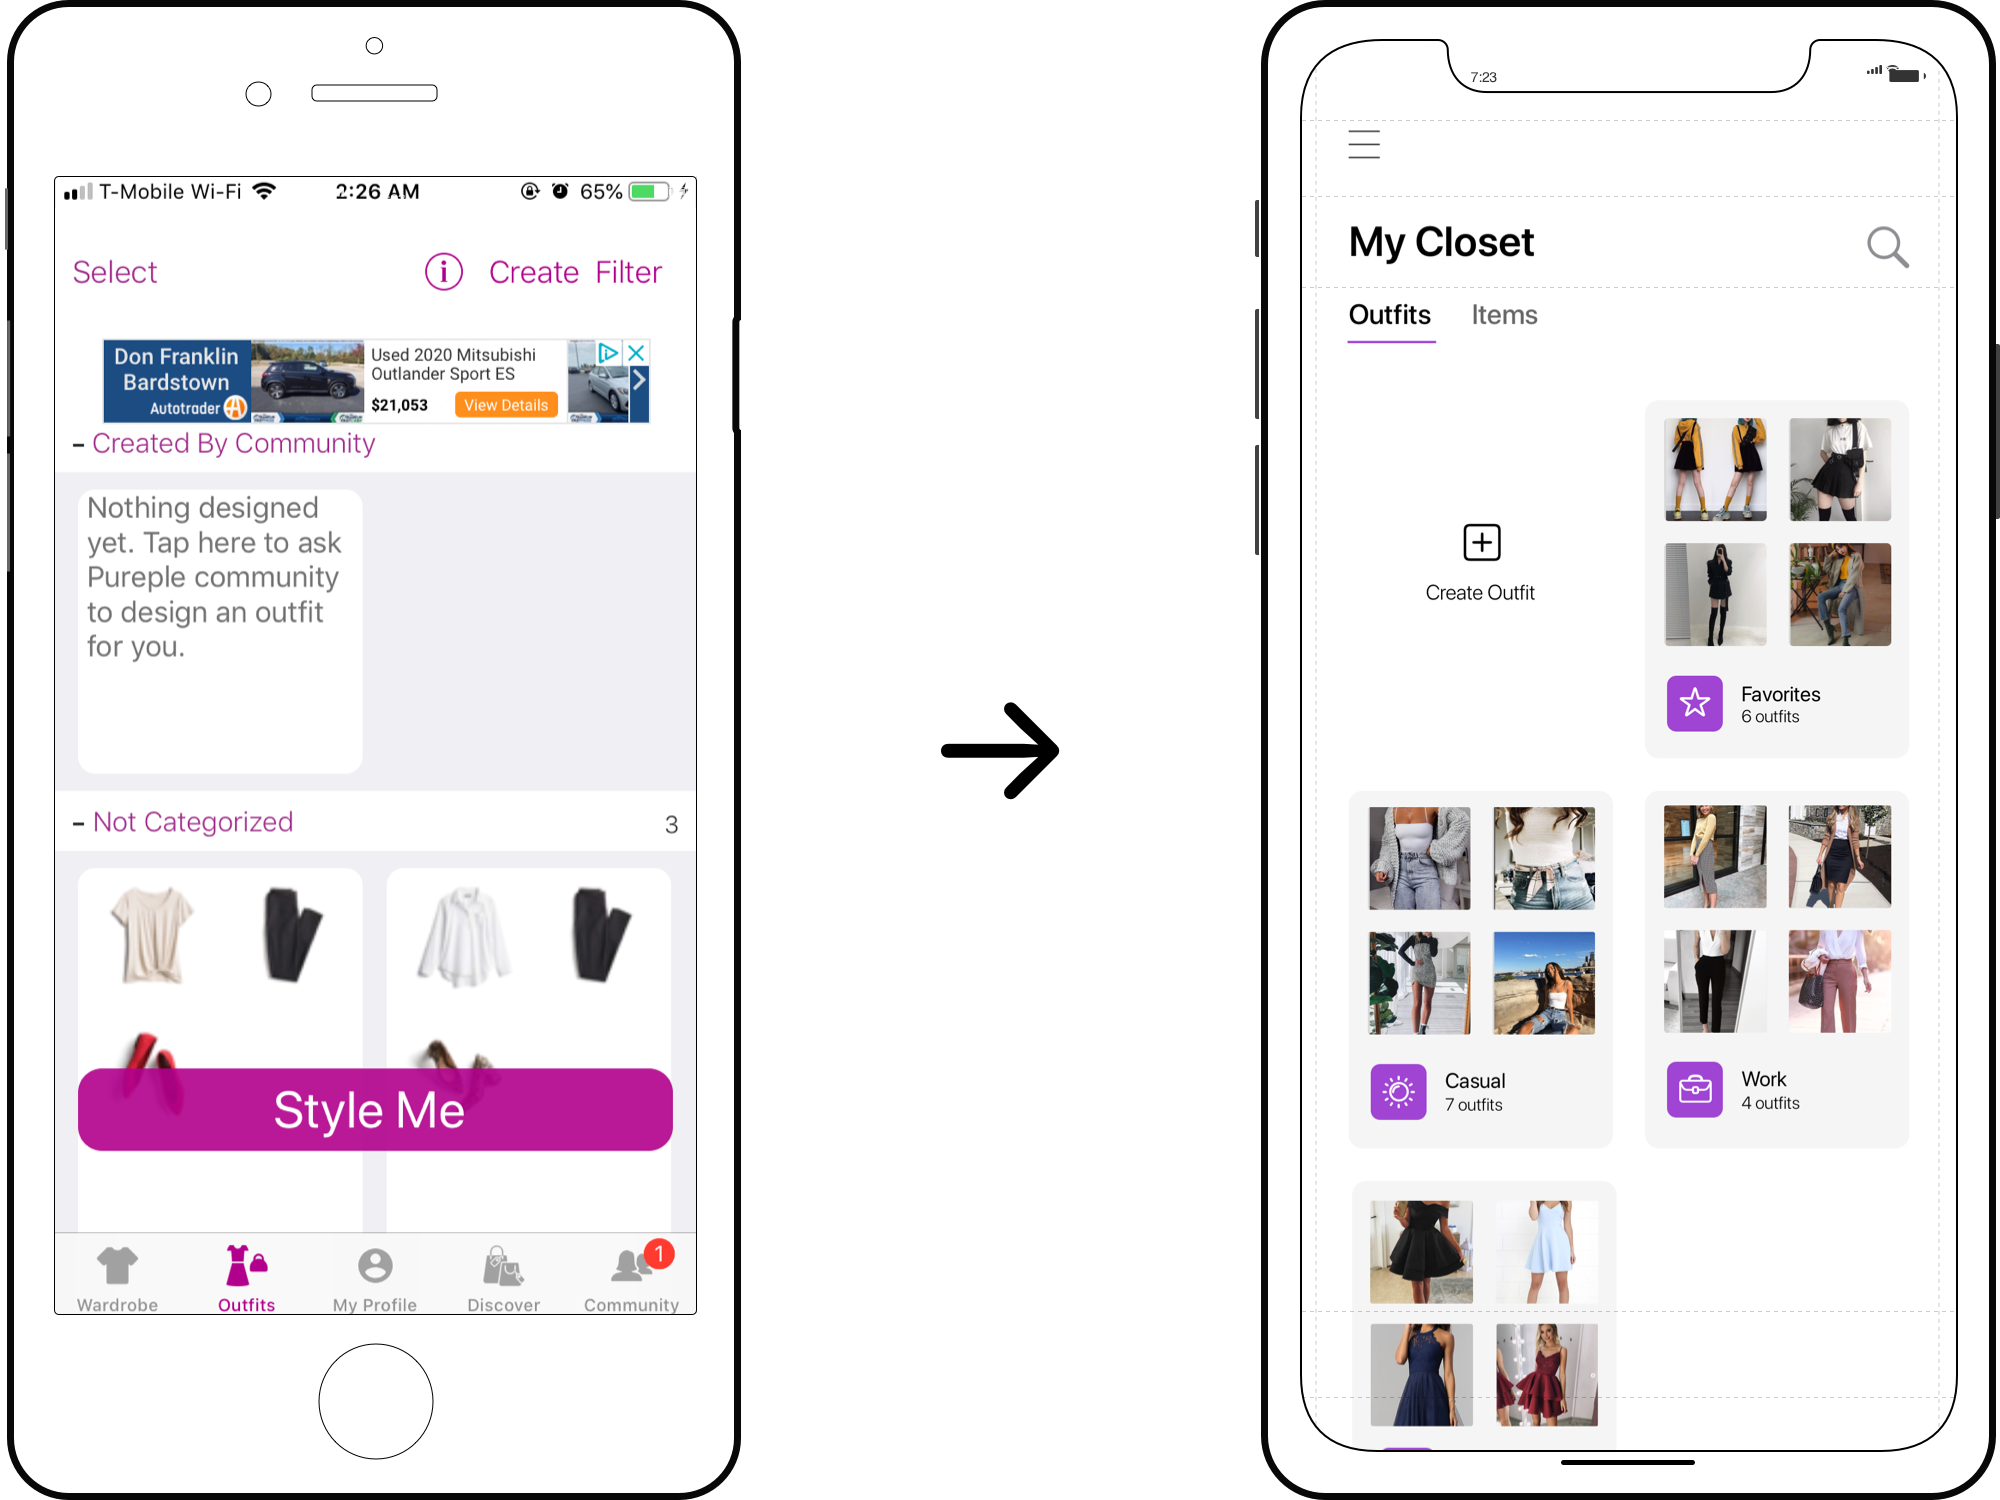 T-Mobile Wi-Fi 2:26 AM 65%
Select i Create Filter
Don Franklin
Bardstown
Autotrader
Used 2020 Mitsubishi
Outlander Sport ES
$21,053 View Details
- Created By Community
Nothing designed
yet. Tap here to ask
Pureple community
to design an outfit
for you.
- Not Categorized 3
Style Me
1
Wardrobe Outfits My Profile Discover Community
7:23
My Closet
Outfits Items
Create Outfit
Favorites
6 outfits
Casual
7 outfits
Work
4 outfits